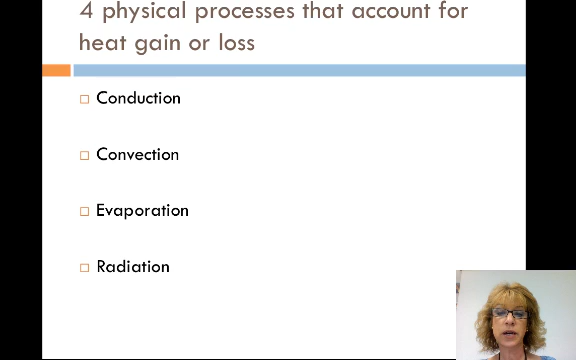 4 physical processes that account for
heat gain or loss
Conduction
Convection
Evaporation
Radiation